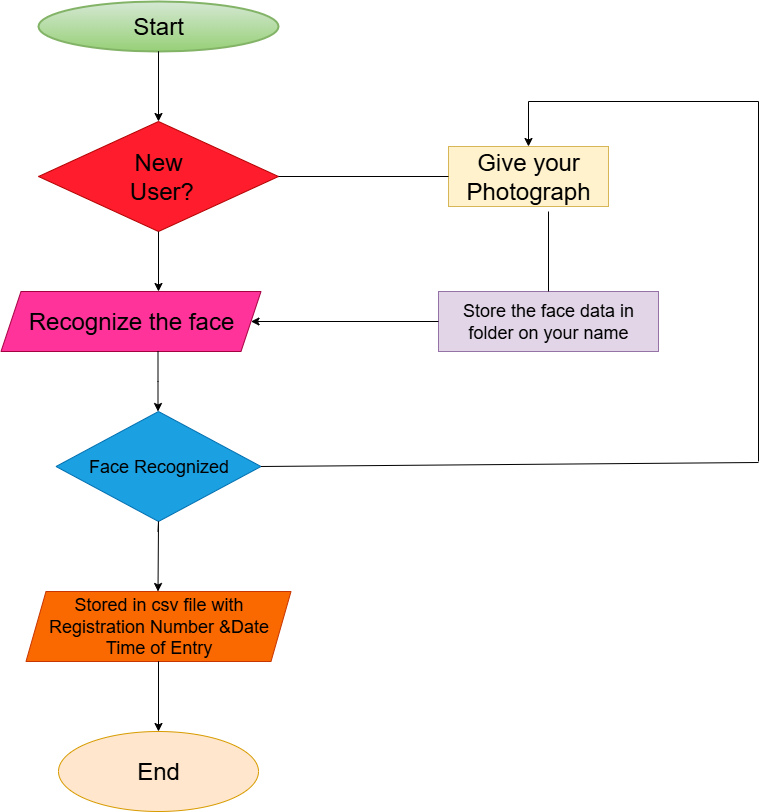 Start
New
User?
Give your
Photograph
Recognize the face
Store the face data in
folder on your name
Face Recognized
Stored in csv file with
Registration Number &Date
Time of Entry
End